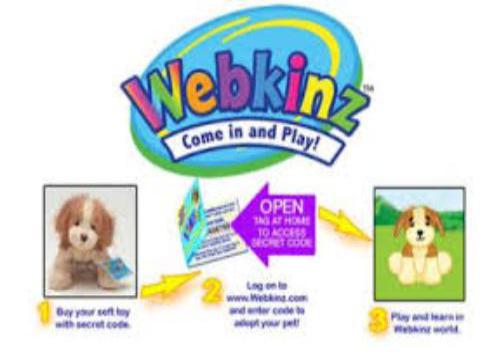 Webkinz™
Come in and Play!
OPEN
TAG AT HOME
TO ACCESS
SECRET CODE
1 Buy your soft toy
with secret code.
2 Log on to
www.Webkinz.com
and enter code to
adopt your pet!
3 Play and learn in
Webkinz world.